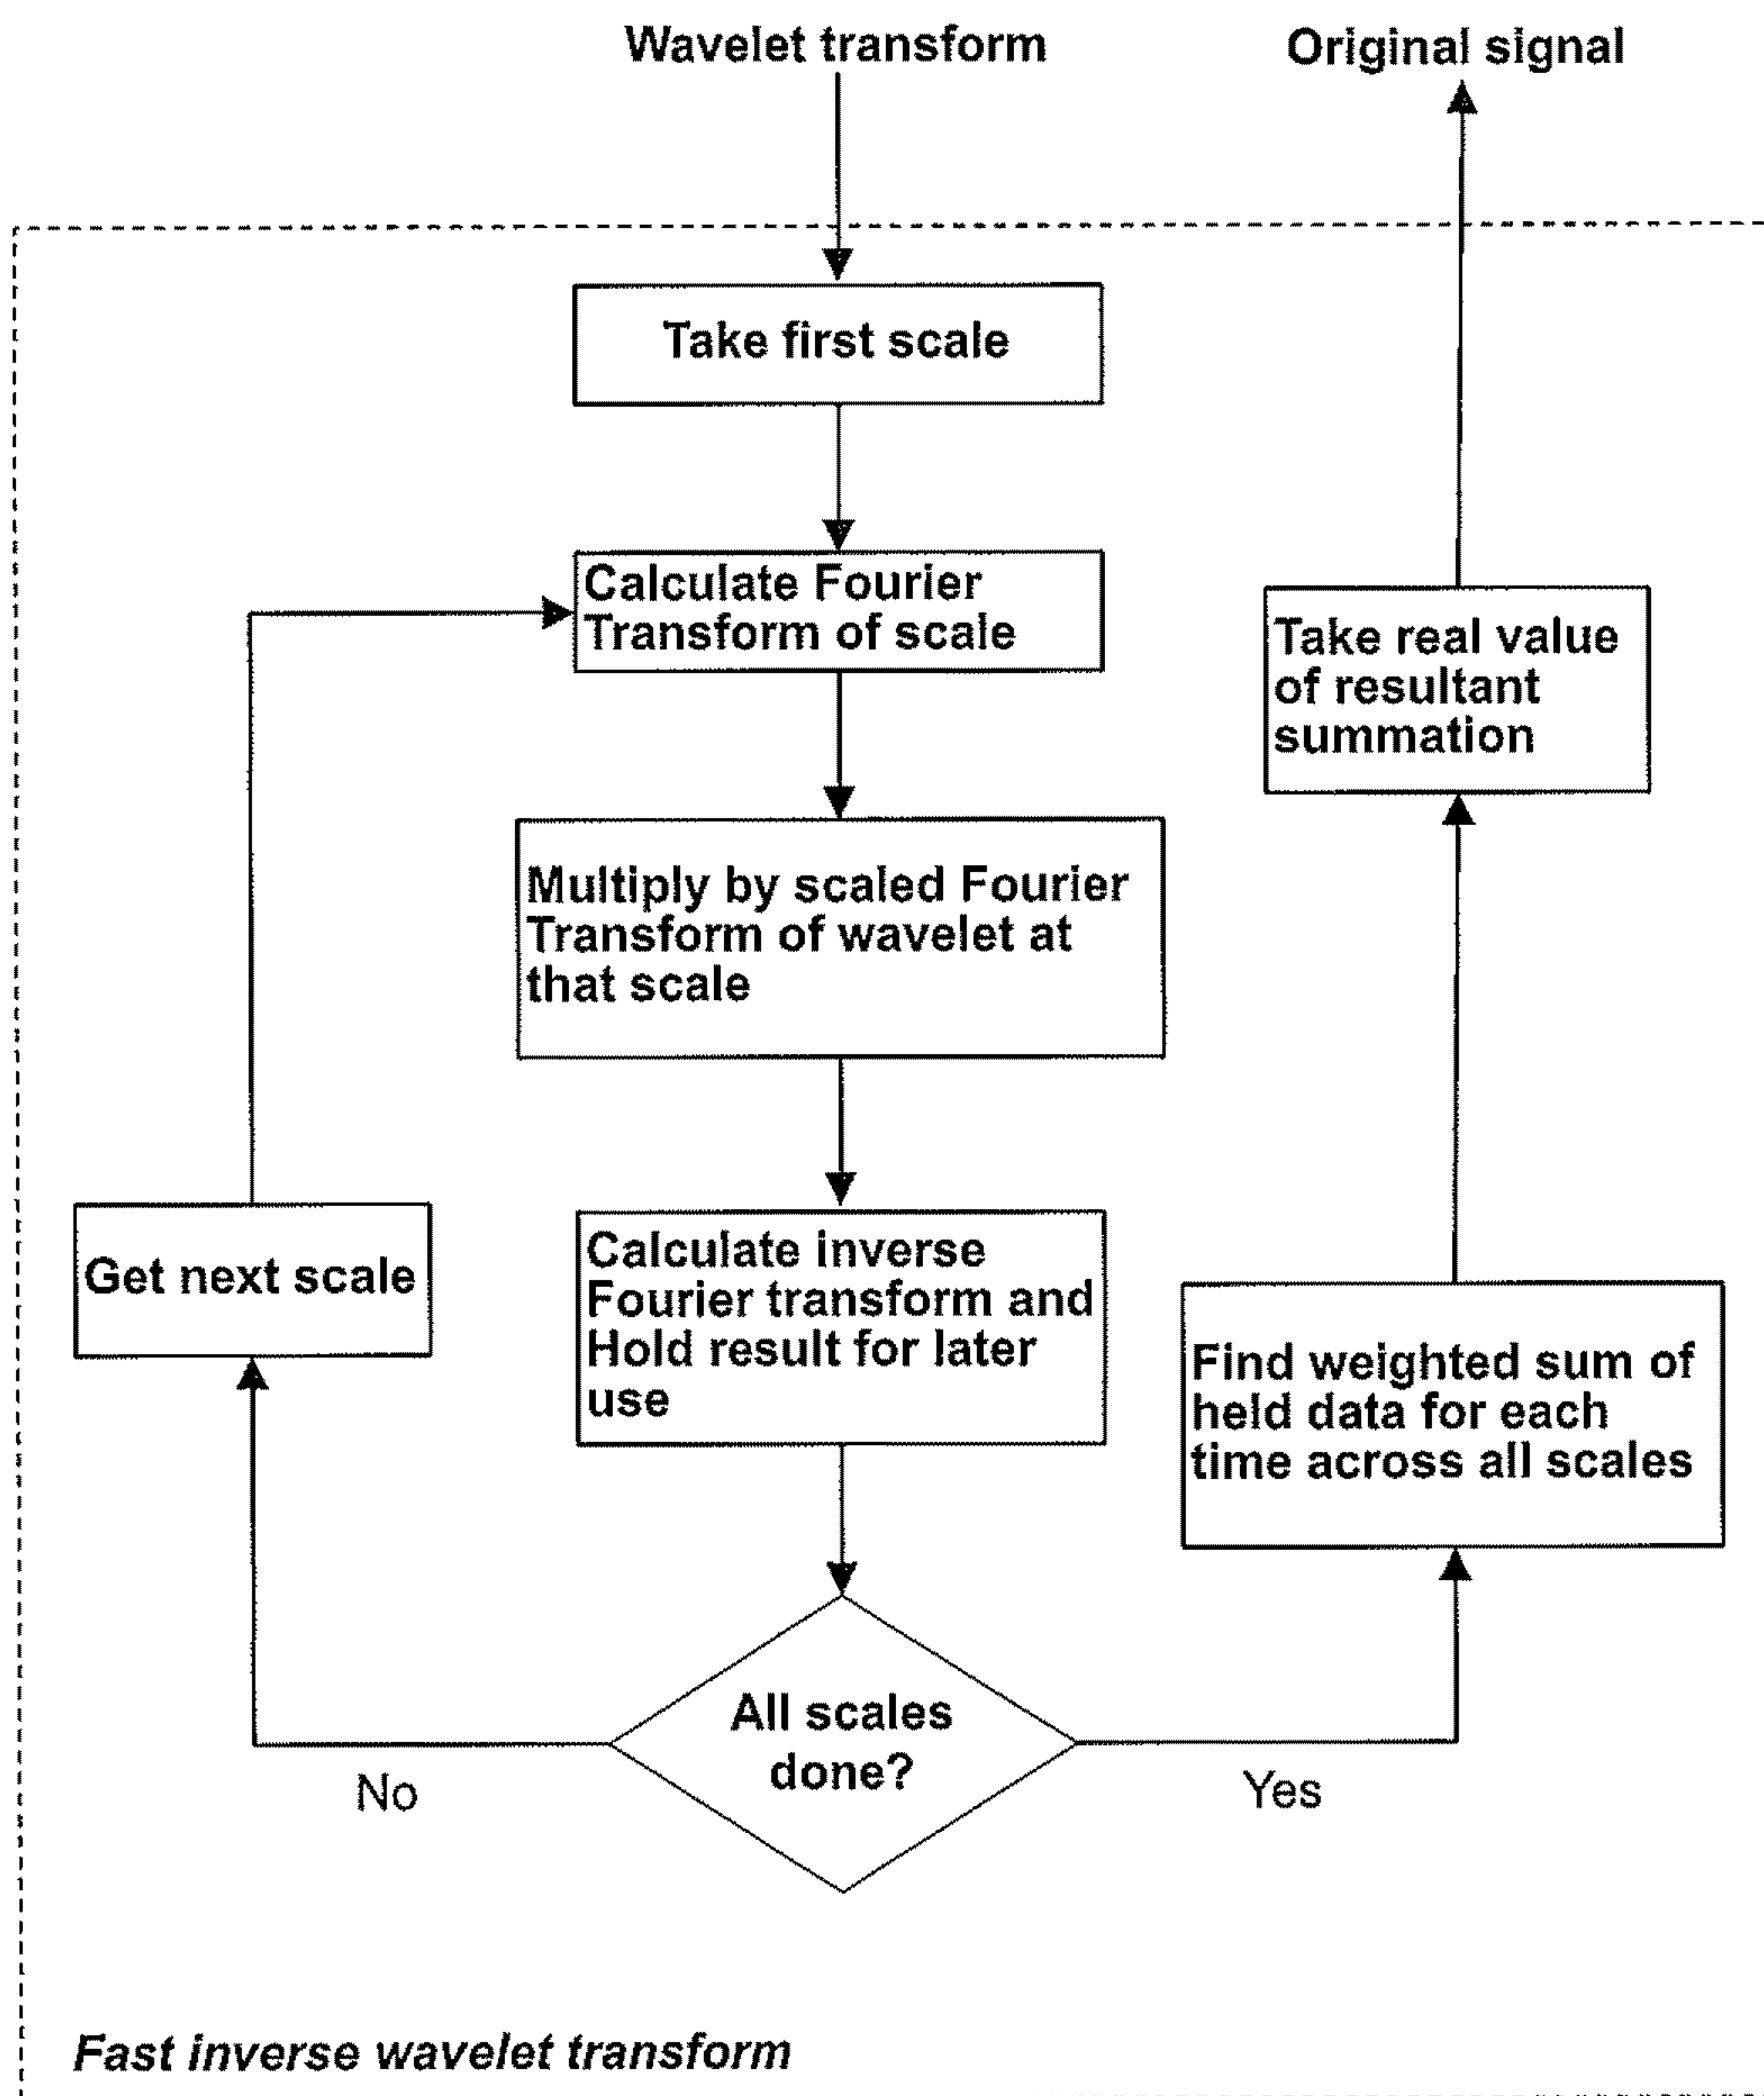 Wavelet transform
Original signal
Take first scale
Calculate Fourier
Transform of scale
Take real value
of resultant
summation
Multiply by scaled Fourier
Transform of wavelet at
that scale
Get next scale
Calculate inverse
Fourier transform and
Hold result for later
use
Find weighted sum of
held data for each
time across all scales
All scales
done?
No
Yes
Fast inverse wavelet transform